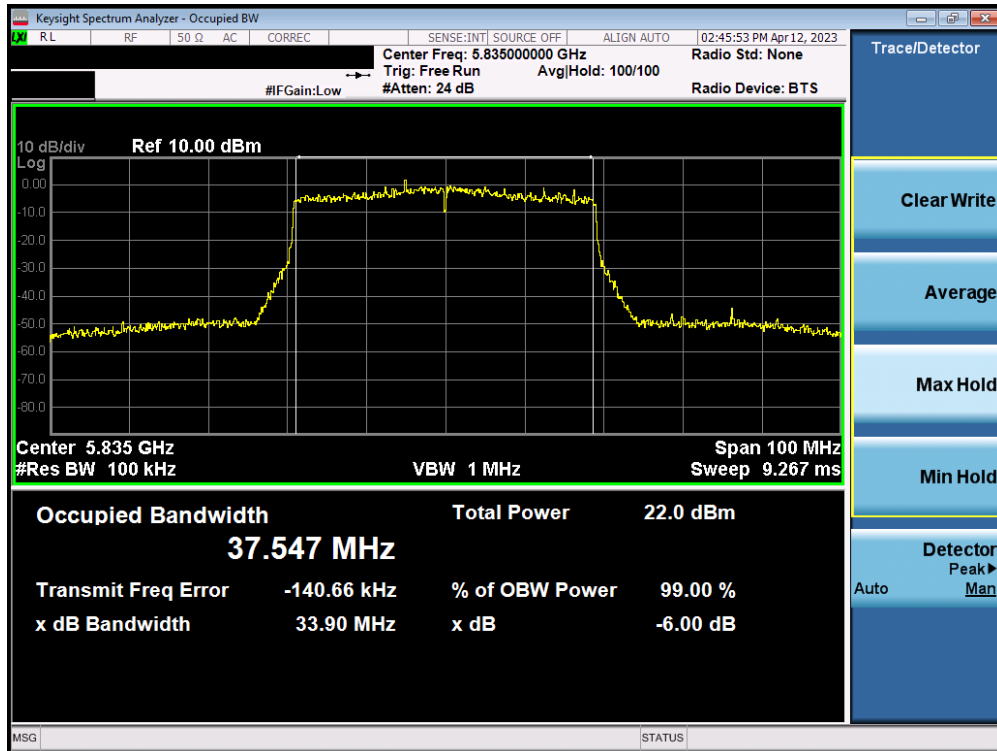 Keysight Spectrum Analyzer - Occupied BW
LXI RL RF 50 Ω AC CORREC SENSE:INT SOURCE OFF ALIGN AUTO 02:45:53 PM Apr 12, 2023
Center Freq: 5.835000000 GHz Radio Std: None
Trig: Free Run Avg|Hold: 100/100
#IFGain:Low #Atten: 24 dB Radio Device: BTS
10 dB/div Ref 10.00 dBm
Log
0.00
-10.0
-20.0
-30.0
-40.0
-50.0
-60.0
-70.0
-80.0
Center 5.835 GHz Span 100 MHz
#Res BW 100 kHz VBW 1 MHz Sweep 9.267 ms
Occupied Bandwidth Total Power 22.0 dBm
37.547 MHz
Transmit Freq Error -140.66 kHz % of OBW Power 99.00 %
x dB Bandwidth 33.90 MHz x dB -6.00 dB
MSG STATUS
Trace/Detector
Clear Write
Average
Max Hold
Min Hold
Detector
Peak▶
Auto Man